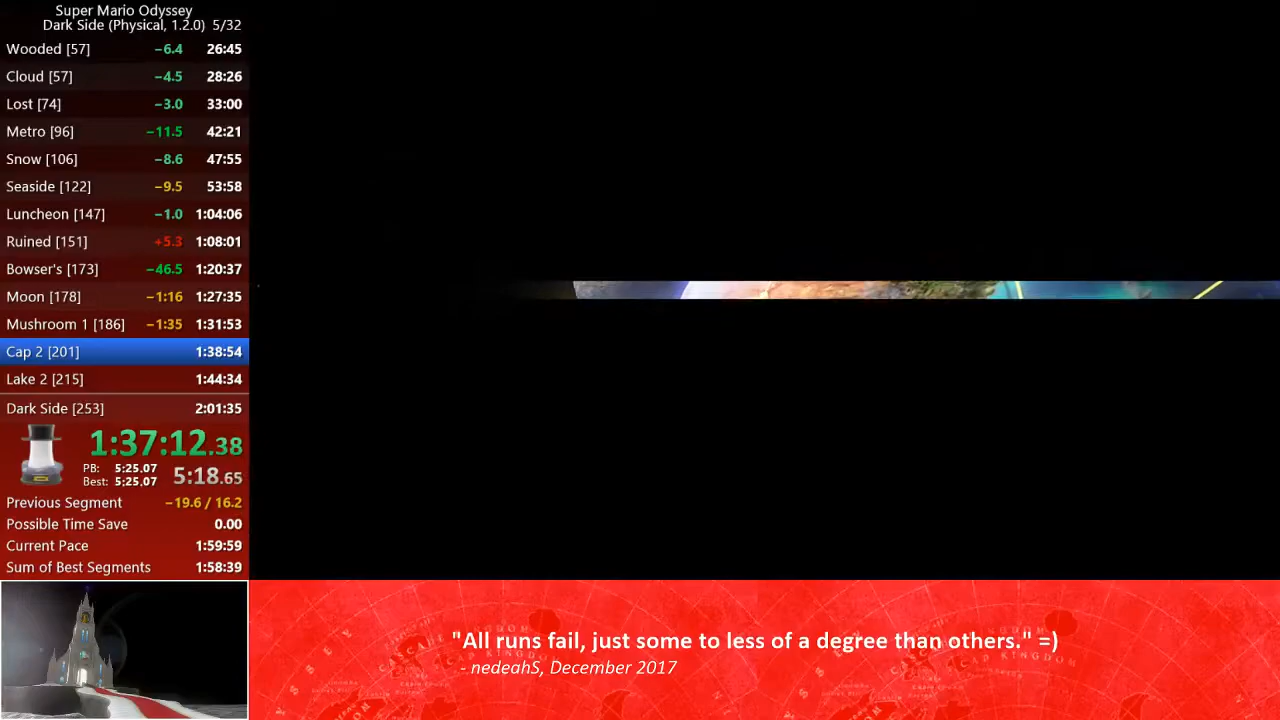 Super Mario Odyssey
Dark Side (Physical, 1.2.0) 5/32
Wooded [57] −6.4 26:45
Cloud [57] −4.5 28:26
Lost [74] −3.0 33:00
Metro [96] −11.5 42:21
Snow [106] −8.6 47:55
Seaside [122] −9.5 53:58
Luncheon [147] −1.0 1:04:06
Ruined [151] +5.3 1:08:01
Bowser's [173] −46.5 1:20:37
Moon [178] −1:16 1:27:35
Mushroom 1 [186] −1:35 1:31:53
Cap 2 [201] 1:38:54
Lake 2 [215] 1:44:34
Dark Side [253] 2:01:35
1:37:12.38
PB: 5:25.07 5:18.65
Best: 5:25.07
Previous Segment −19.6 / 16.2
Possible Time Save 0.00
Current Pace 1:59:59
Sum of Best Segments 1:58:39
"All runs fail, just some to less of a degree than others." =)
- nedeahS, December 2017